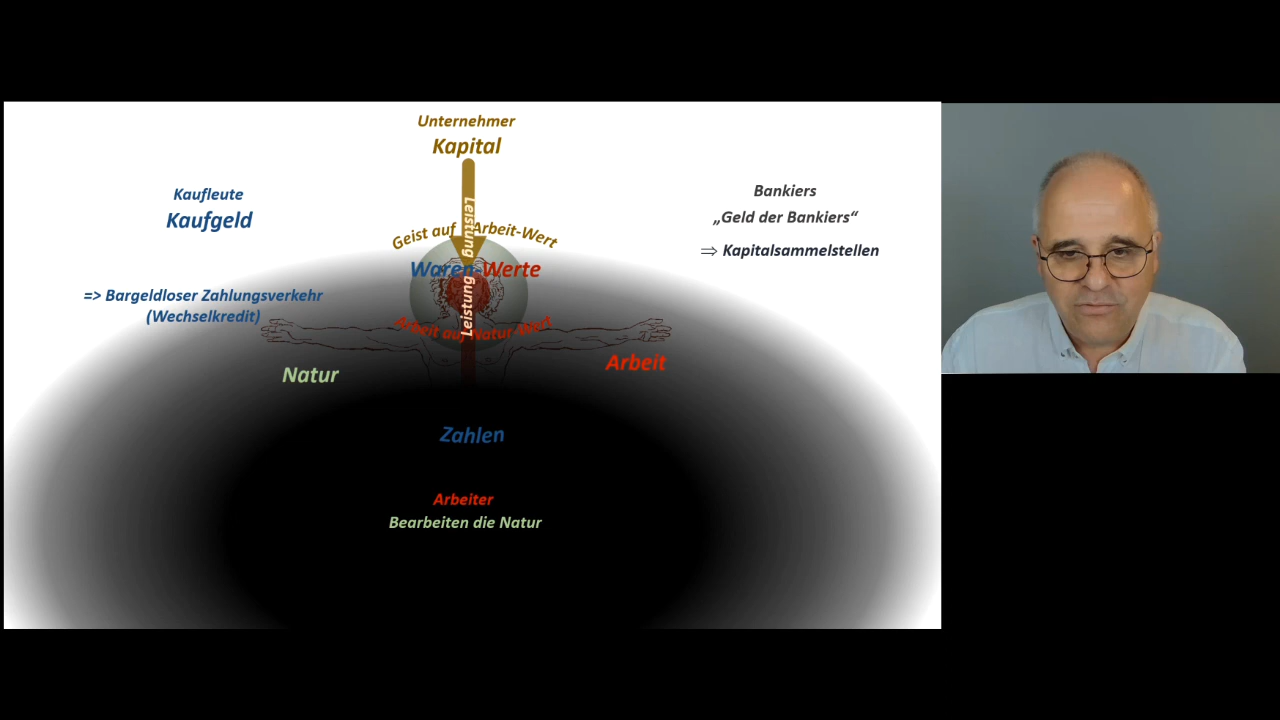 Unternehmer
Kapital
Kaufleute
Kaufgeld
Bankiers
„Geld der Bankiers“
⇒ Kapitalsammelstellen
Leistung
Geist auf Arbeit-Wert
Waren-Werte
=> Bargeldloser Zahlungsverkehr
(Wechselkredit)
Leistung
Arbeit auf Natur-Wert
Natur
Arbeit
Zahlen
Arbeiter
Bearbeiten die Natur